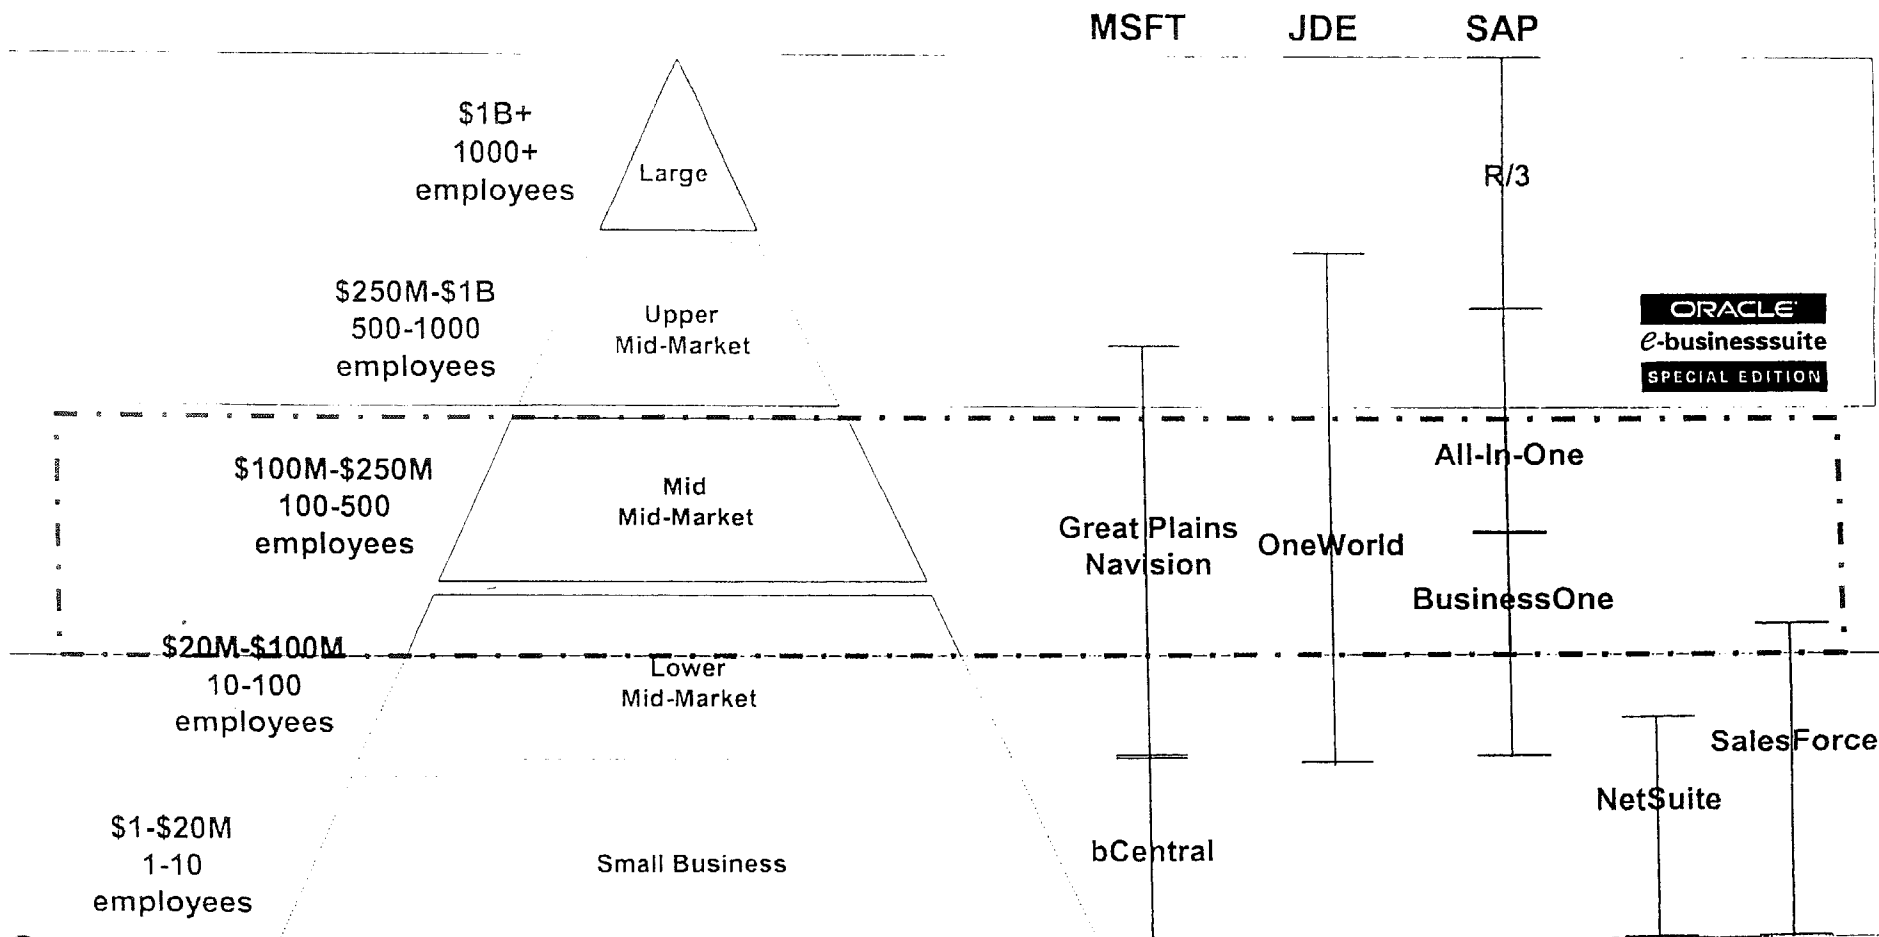 MSFT JDE SAP
$1B+
1000+
employees
Large
R/3
$250M-$1B
500-1000
employees
Upper
Mid-Market
ORACLE
e-businesssuite
SPECIAL EDITION
$100M-$250M
100-500
employees
Mid
Mid-Market
Great Plains
Navision
OneWorld
All-In-One
BusinessOne
$20M-$100M
10-100
employees
Lower
Mid-Market
SalesForce
NetSuite
$1-$20M
1-10
employees
Small Business
bCentral